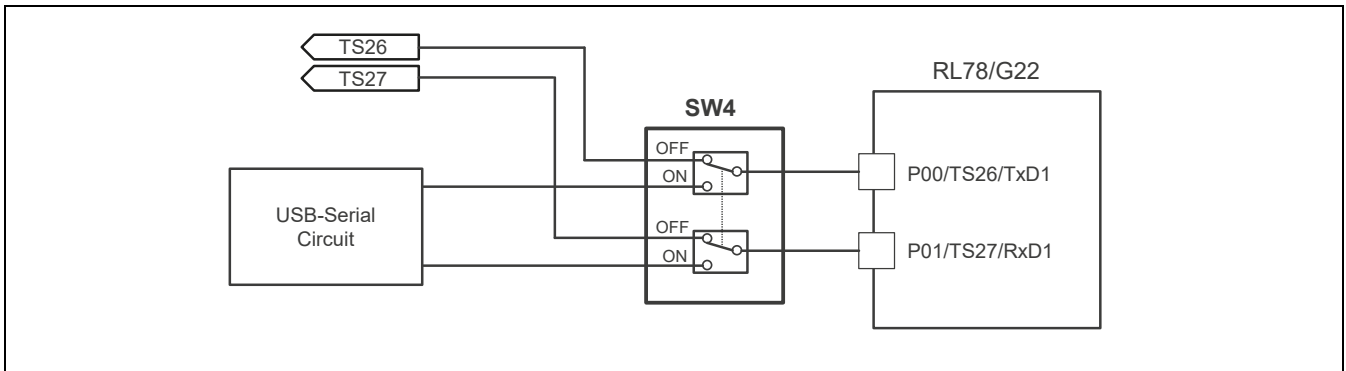 TS26
TS27
RL78/G22
SW4
OFF
ON
P00/TS26/TxD1
USB-Serial
Circuit
OFF
ON
P01/TS27/RxD1